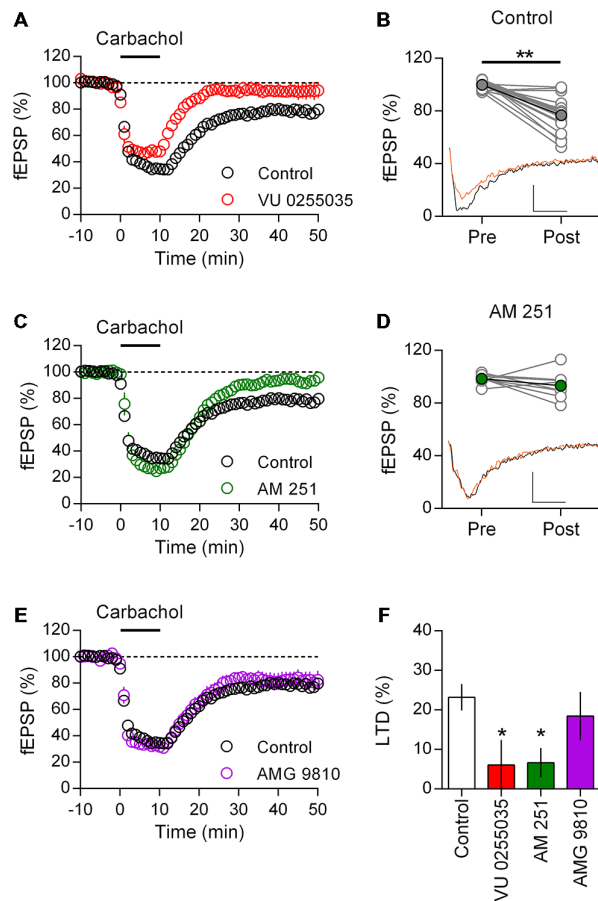 A
Carbachol
120
100
80
60
40
20
0
fEPSP (%)
Control
VU 0255035
-10 0 10 20 30 40 50
Time (min)
B
Control
120
80
40
0
fEPSP (%)
**
Pre Post
C
Carbachol
120
100
80
60
40
20
0
fEPSP (%)
Control
AM 251
-10 0 10 20 30 40 50
Time (min)
D
AM 251
120
80
40
0
fEPSP (%)
Pre Post
E
Carbachol
120
100
80
60
40
20
0
fEPSP (%)
Control
AMG 9810
-10 0 10 20 30 40 50
Time (min)
F
40
30
20
10
0
LTD (%)
* *
Control
VU 0255035
AM 251
AMG 9810